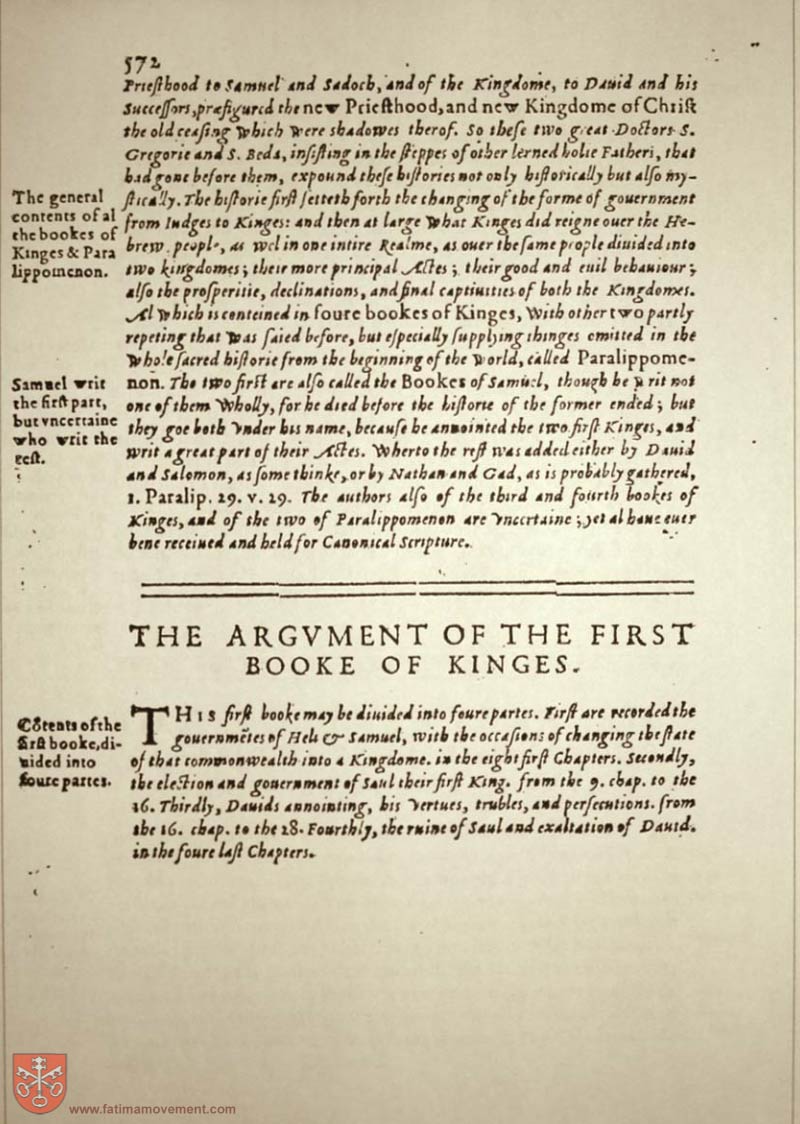 572
Priesthood to Samuel and Sadoch, and of the Kingdome, to Dauid and his
Successors, præfigured the new Priesthood, and new Kingdome of Christ
the old ceasing which were shadowes therof. So these two great Doctors S.
Gregorie and S. Beda, insisting in the steppes of other lerned holie Fathers, that
had gone before them, expound these histories not only historically but also my-
The general
contents of al
the bookes of
Kinges & Para
lippomenon.
stically. The historie first setteth forth the changing of the forme of gouernment
from Iudges to Kinges: and then at large what Kinges did reigne ouer the He-
brew people, as wel in one intire Realme, as ouer the same people diuided into
two kingdomes; their more principal Actes; their good and euil behauiour;
also the prosperitie, declinations, and final captiuities of both the Kingdomes.
Al which is conteined in foure bookes of Kinges, With other two partly
repeting that was saied before, but especially supplying thinges omitted in the
whole sacred historie from the beginning of the world, called Paralippome-
Samuel writ
the first part,
but vncertaine
who writ the
rest.
non. The two first are also called the Bookes of Samuel, though he writ not
one of them wholly, for he died before the historie of the former ended; but
they goe both vnder his name, because he annointed the two first Kinges, and
writ a great part of their Actes. Wherto the rest was added either by Dauid
and Salomon, as some thinke, or by Nathan and Gad, as is probably gathered,
1. Paralip. 29. v. 29. The authors also of the third and fourth bookes of
Kinges, and of the two of Paralippomenon are vncertaine; yet al haue euer
bene receiued and held for Canonical Scripture.
THE ARGVMENT OF THE FIRST
BOOKE OF KINGES.
Cōtents of the
first booke, di-
uided into
foure partes.
THIS first booke may be diuided into foure partes. First are recorded the
gouernmētes of Heli & Samuel, with the occasions of changing the state
of that commonwealth into a Kingdome. in the eight first Chapters. Secondly,
the election and gouernment of Saul their first King. from the 9. chap. to the
16. Thirdly, Dauids annointing, his vertues, trubles, and persecutions. from
the 16. chap. to the 28. Fourthly, the ruine of Saul and exaltation of Dauid.
in the foure last Chapters.
www.fatimamovement.com